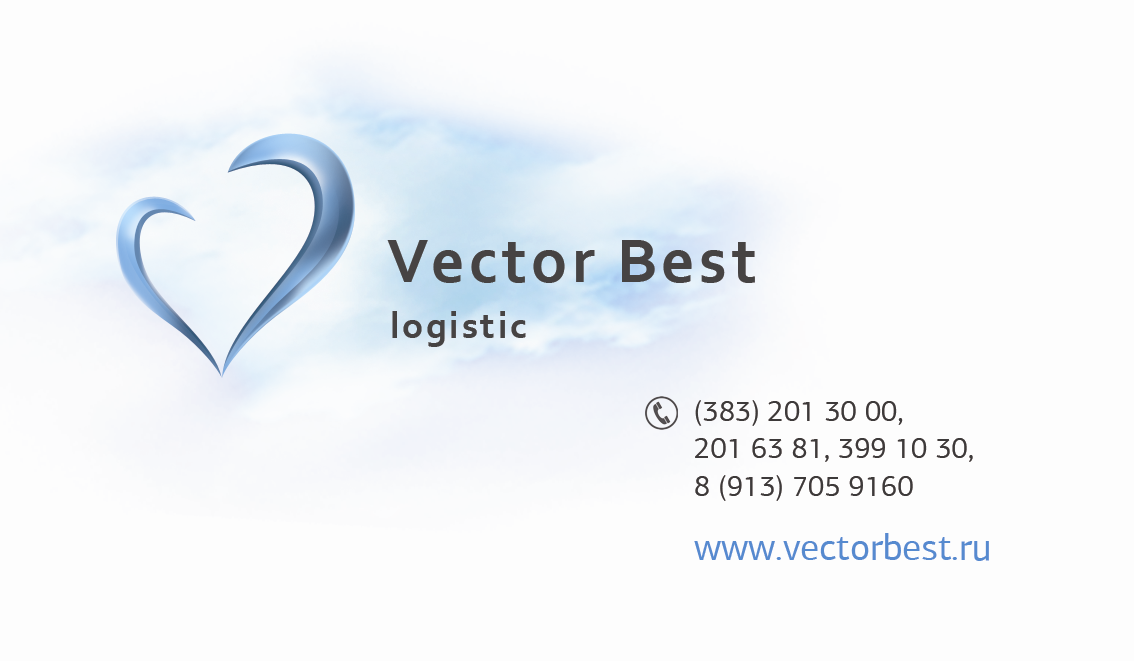 Vector Best
logistic
(383) 201 30 00,
201 63 81, 399 10 30,
8 (913) 705 9160
www.vectorbest.ru